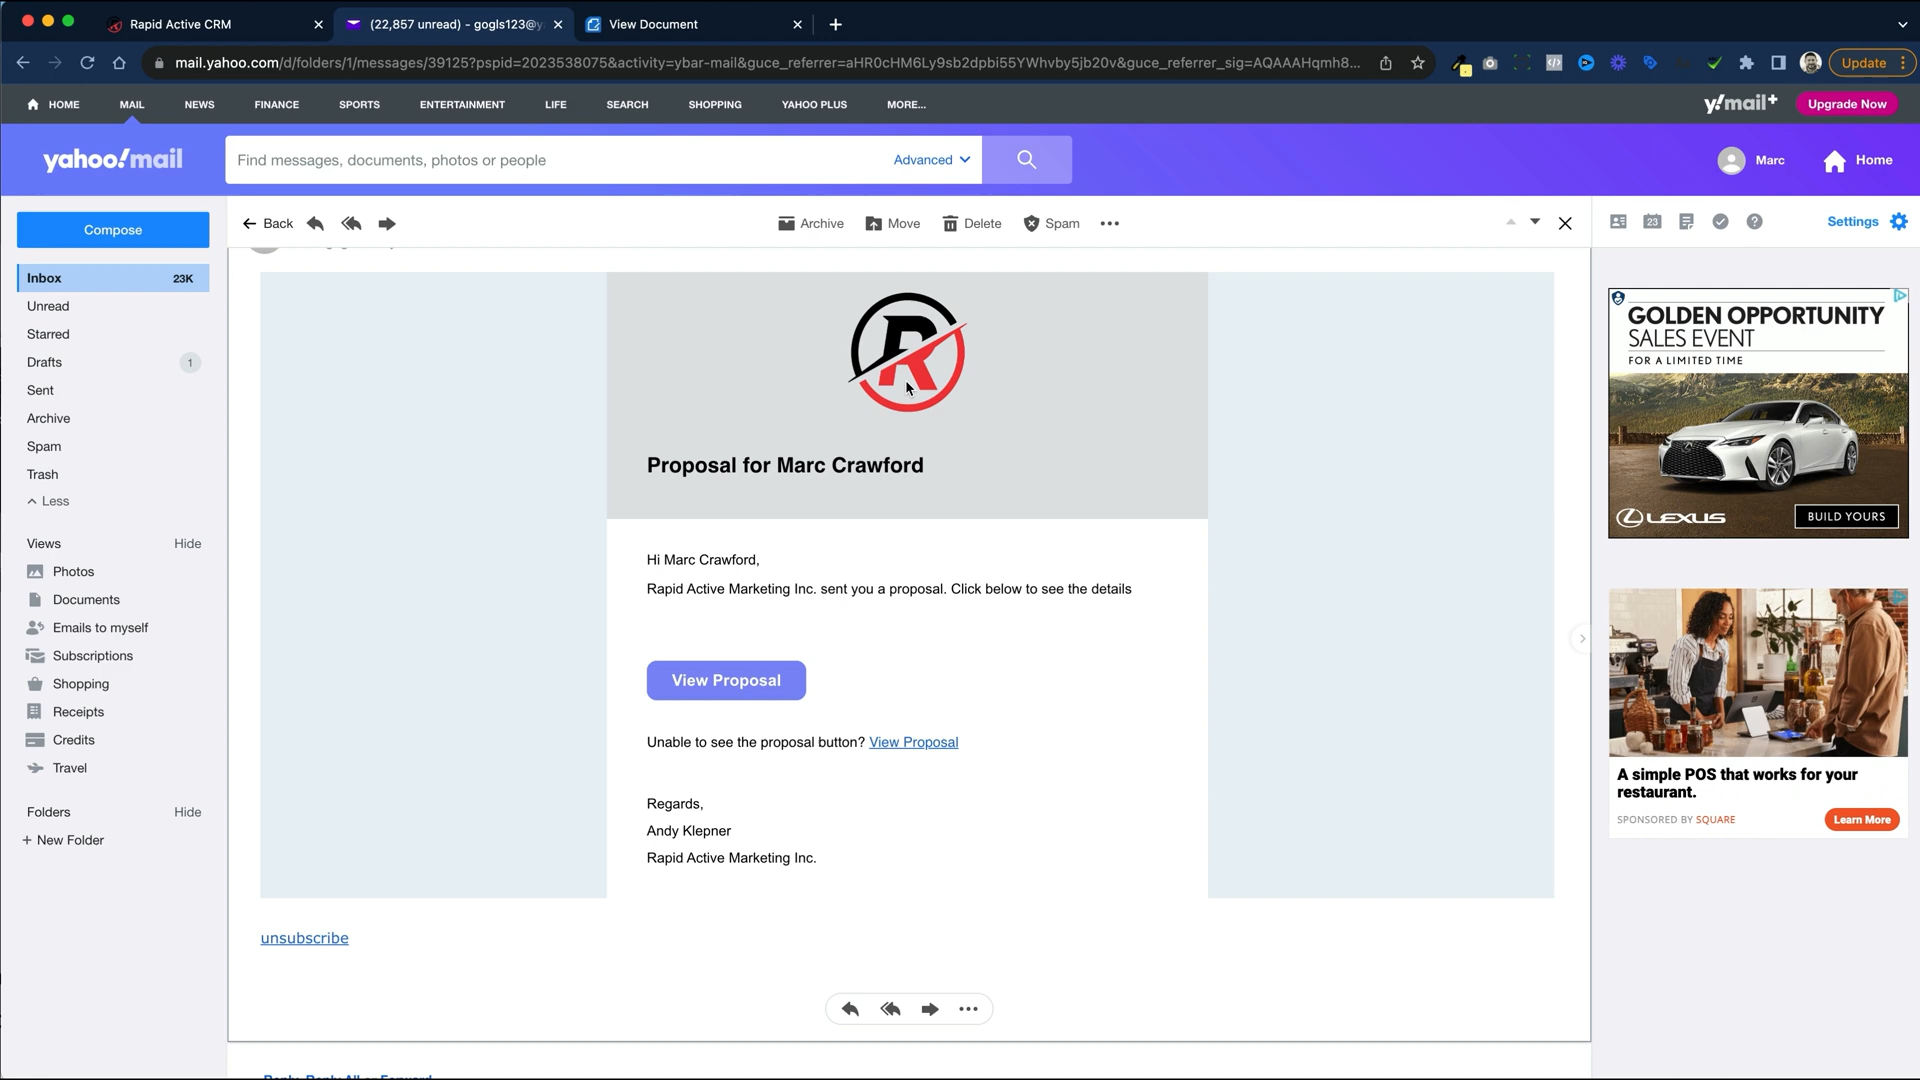 Rapid Active CRM
(22,857 unread) - gogls123@y
View Document
mail.yahoo.com/d/folders/1/messages/39125?pspid=2023538075&activity=ybar-mail&guce_referrer=aHR0cHM6Ly9sb2dpbi55YWhvby5jb20v&guce_referrer_sig=AQAAAHqmh8...
Update
HOME MAIL NEWS FINANCE SPORTS ENTERTAINMENT LIFE SEARCH SHOPPING YAHOO PLUS MORE...
y!mail+
Upgrade Now
yahoo!mail
Find messages, documents, photos or people
Advanced
Marc
Home
Compose
Back
Archive
Move
Delete
Spam
23
Settings
Inbox 23K
Unread
Starred
Drafts 1
Sent
Archive
Spam
Trash
Less
Views Hide
Photos
Documents
Emails to myself
Subscriptions
Shopping
Receipts
Credits
Travel
Folders Hide
+ New Folder
R
Proposal for Marc Crawford
Hi Marc Crawford,
Rapid Active Marketing Inc. sent you a proposal. Click below to see the details
View Proposal
Unable to see the proposal button? View Proposal
Regards,
Andy Klepner
Rapid Active Marketing Inc.
unsubscribe
Reply, Reply All or Forward
GOLDEN OPPORTUNITY
SALES EVENT
FOR A LIMITED TIME
LEXUS
BUILD YOURS
A simple POS that works for your
restaurant.
SPONSORED BY SQUARE
Learn More